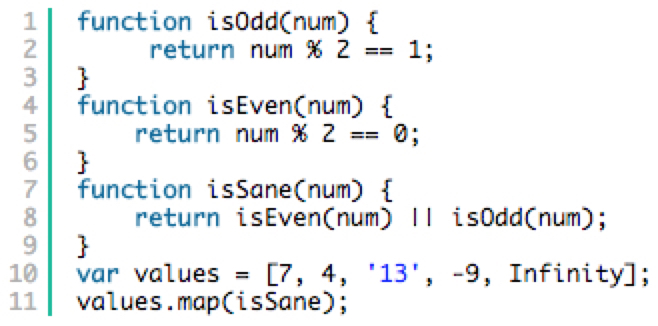 1 function isOdd(num) {
2 return num % 2 == 1;
3 }
4 function isEven(num) {
5 return num % 2 == 0;
6 }
7 function isSane(num) {
8 return isEven(num) || isOdd(num);
9 }
10 var values = [7, 4, '13', -9, Infinity];
11 values.map(isSane);